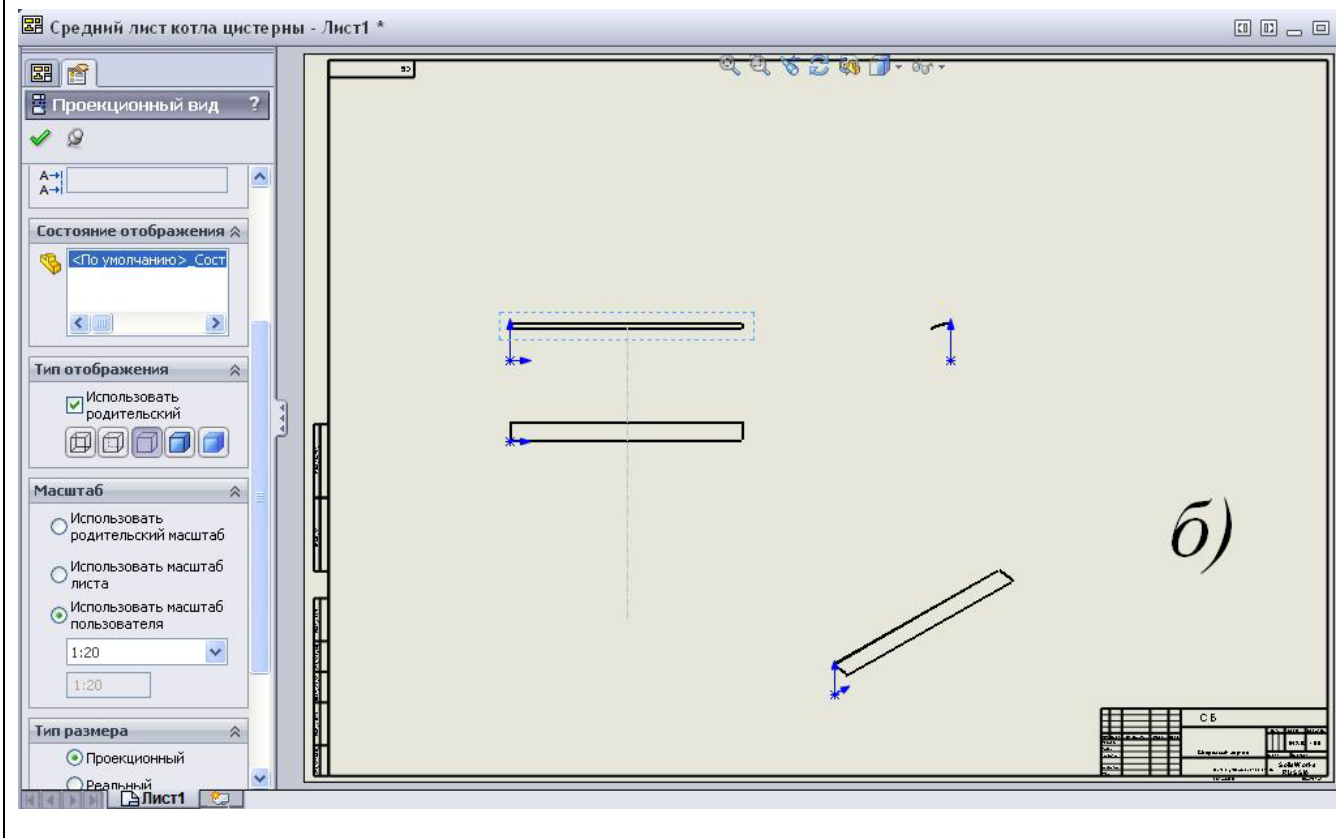 Средний лист котла цистерны - Лист1 *
Проекционный вид ?
A
A
Состояние отображения
<По умолчанию>_Сост
Тип отображения
Использовать
родительский
Масштаб
Использовать
родительский масштаб
Использовать масштаб
листа
Использовать масштаб
пользователя
1:20
1:20
Тип размера
Проекционный
Реальный
Лист1
б)
СБ
SolidWorks
Russia